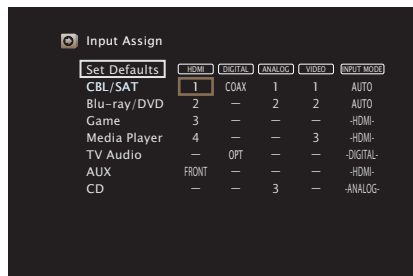 Input Assign
Set Defaults HDMI DIGITAL ANALOG VIDEO INPUT MODE
CBL/SAT 1 COAX 1 1 AUTO
Blu-ray/DVD 2 — 2 2 AUTO
Game 3 — — — -HDMI-
Media Player 4 — — 3 -HDMI-
TV Audio — OPT — — -DIGITAL-
AUX FRONT — — — -HDMI-
CD — — 3 — -ANALOG-